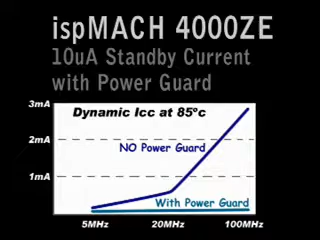 ispMACH 4000ZE
10uA Standby Current
with Power Guard
Dynamic Icc at 85ºc
3mA
2mA
NO Power Guard
1mA
With Power Guard
5MHz 20MHz 100MHz